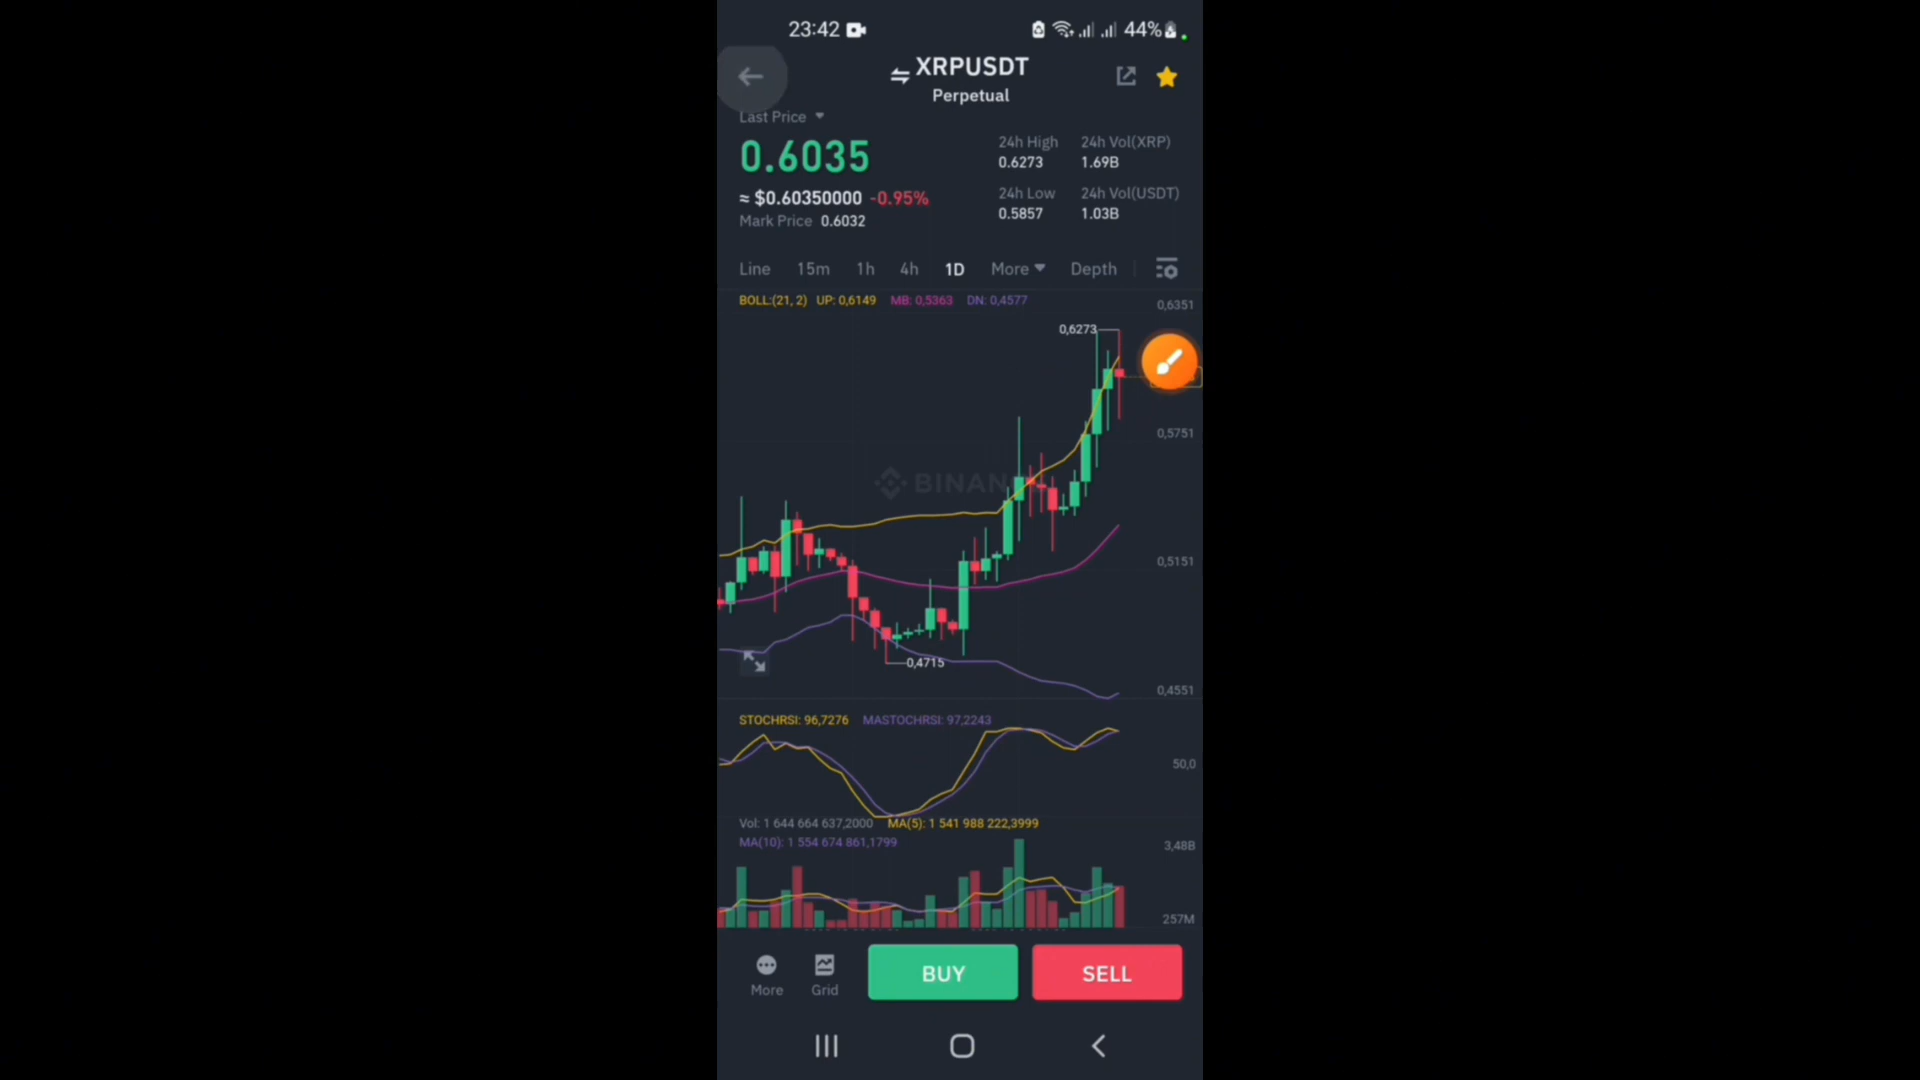 23:42 44%
XRPUSDT
Perpetual
Last Price
0.6035
≈ $0.60350000 -0.95%
Mark Price 0.6032
24h High 24h Vol(XRP)
0.6273 1.69B
24h Low 24h Vol(USDT)
0.5857 1.03B
Line 15m 1h 4h 1D More Depth
BOLL:(21, 2) UP: 0,6149 MB: 0,5363 DN: 0,4577
0,6351
0,6273
0,5751
BINAN
0,5151
0,4715
0,4551
STOCHRSI: 96,7276 MASTOCHRSI: 97,2243
50,0
Vol: 1 644 664 637,2000 MA(5): 1 541 988 222,3999
MA(10): 1 554 674 861,1799
3,48B
257M
More Grid BUY SELL